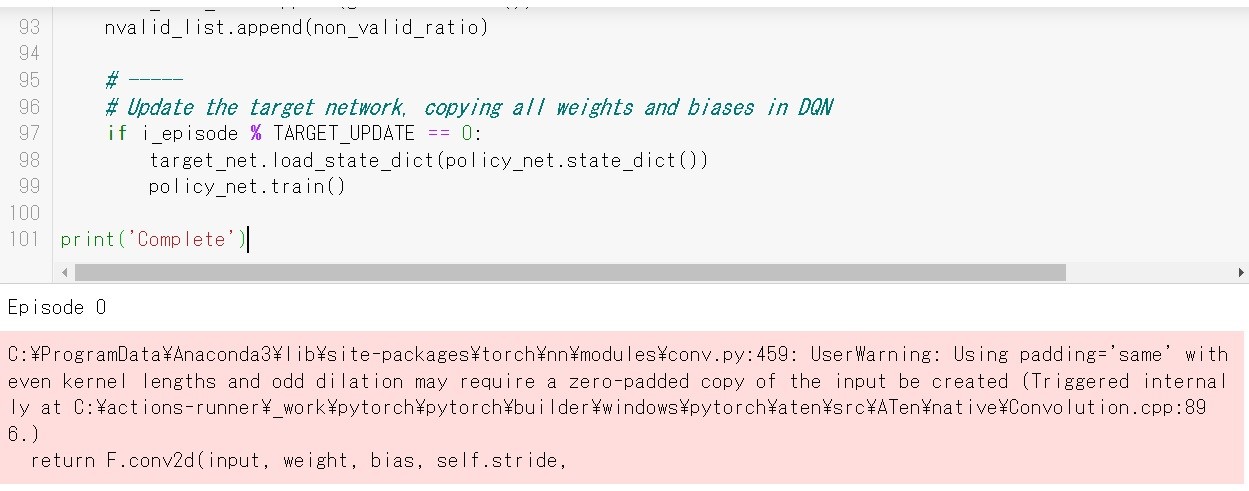 93 nvalid_list.append(non_valid_ratio)
94
95 # -----
96 # Update the target network, copying all weights and biases in DQN
97 if i_episode % TARGET_UPDATE == 0:
98 target_net.load_state_dict(policy_net.state_dict())
99 policy_net.train()
100
101 print('Complete')
Episode 0
C:¥ProgramData¥Anaconda3¥lib¥site-packages¥torch¥nn¥modules¥conv.py:459: UserWarning: Using padding='same' with
even kernel lengths and odd dilation may require a zero-padded copy of the input be created (Triggered internal
ly at C:¥actions-runner¥_work¥pytorch¥pytorch¥builder¥windows¥pytorch¥aten¥src¥ATen¥native¥Convolution.cpp:89
6.)
return F.conv2d(input, weight, bias, self.stride,